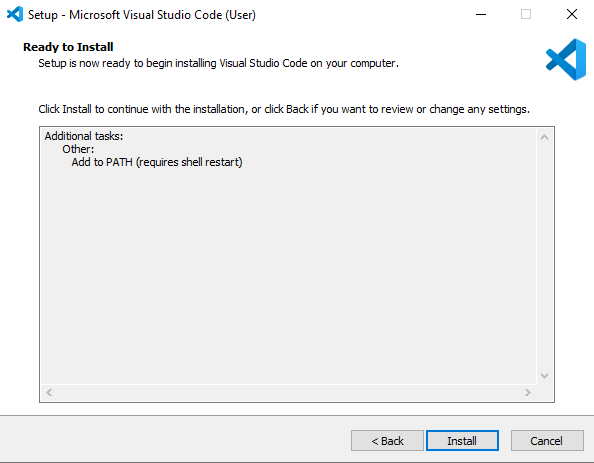 Setup - Microsoft Visual Studio Code (User)
Ready to Install
Setup is now ready to begin installing Visual Studio Code on your computer.
Click Install to continue with the installation, or click Back if you want to review or change any settings.
Additional tasks:
Other:
Add to PATH (requires shell restart)
< Back
Install
Cancel